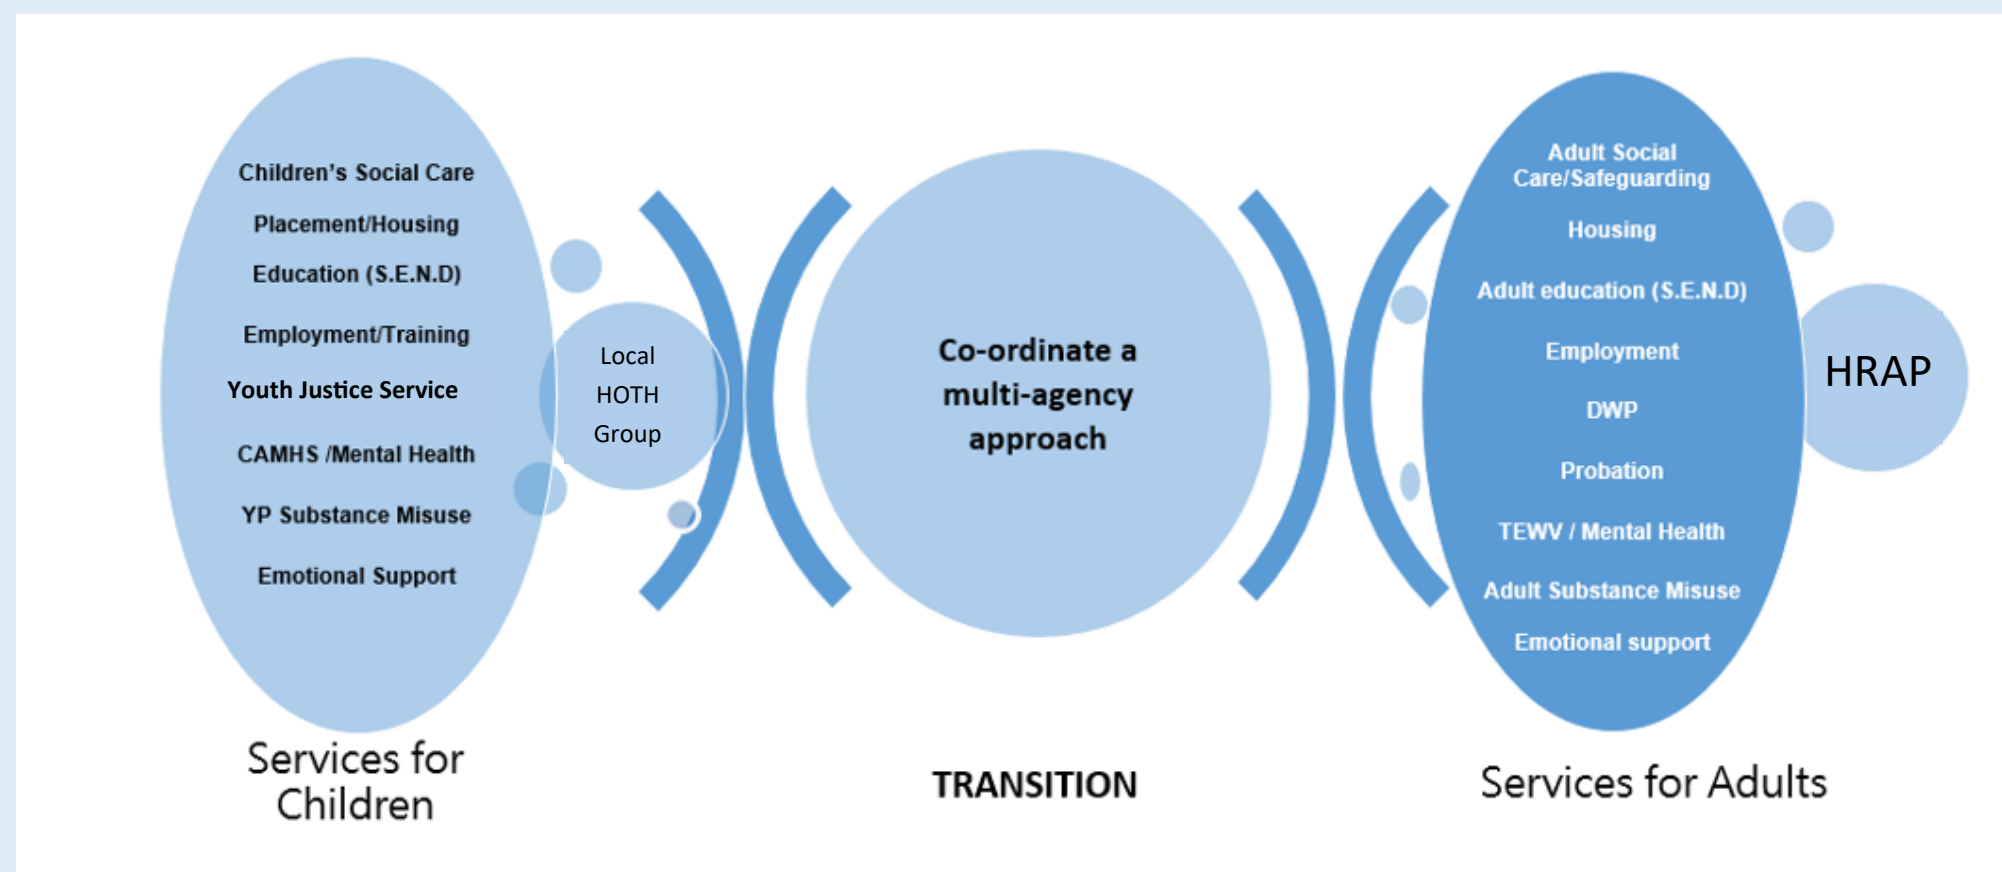 Children's Social Care
Placement/Housing
Education (S.E.N.D)
Employment/Training
Youth Justice Service
CAMHS /Mental Health
YP Substance Misuse
Emotional Support
Services for
Children
Local
HOTH
Group
Co-ordinate a
multi-agency
approach
TRANSITION
Adult Social
Care/Safeguarding
Housing
Adult education (S.E.N.D)
Employment
DWP
Probation
TEWV / Mental Health
Adult Substance Misuse
Emotional support
Services for Adults
HRAP